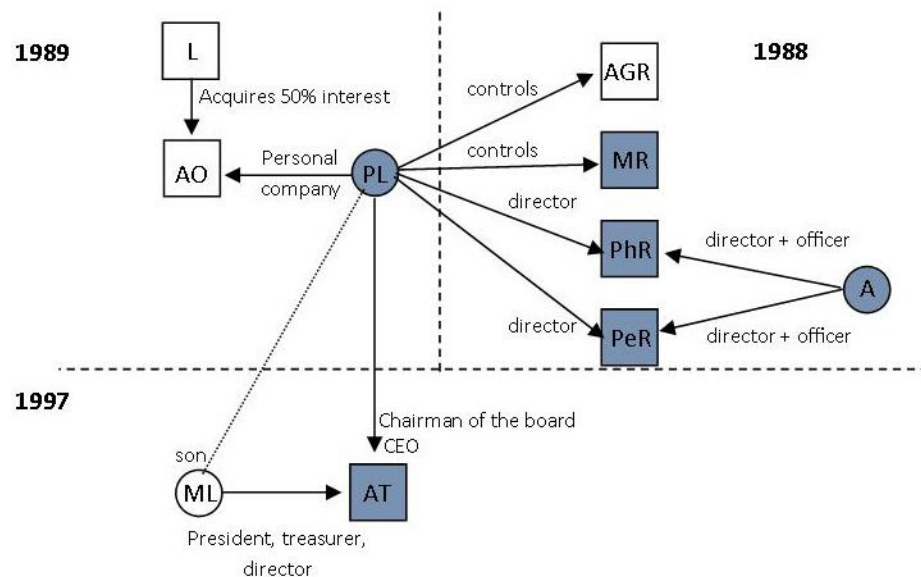 1989
L
AGR
1988
Acquires 50% interest
controls
AO
Personal
company
PL
controls
MR
director
PhR
director + officer
A
director
PeR
director + officer
1997
Chairman of the board
CEO
son
ML
AT
President, treasurer,
director